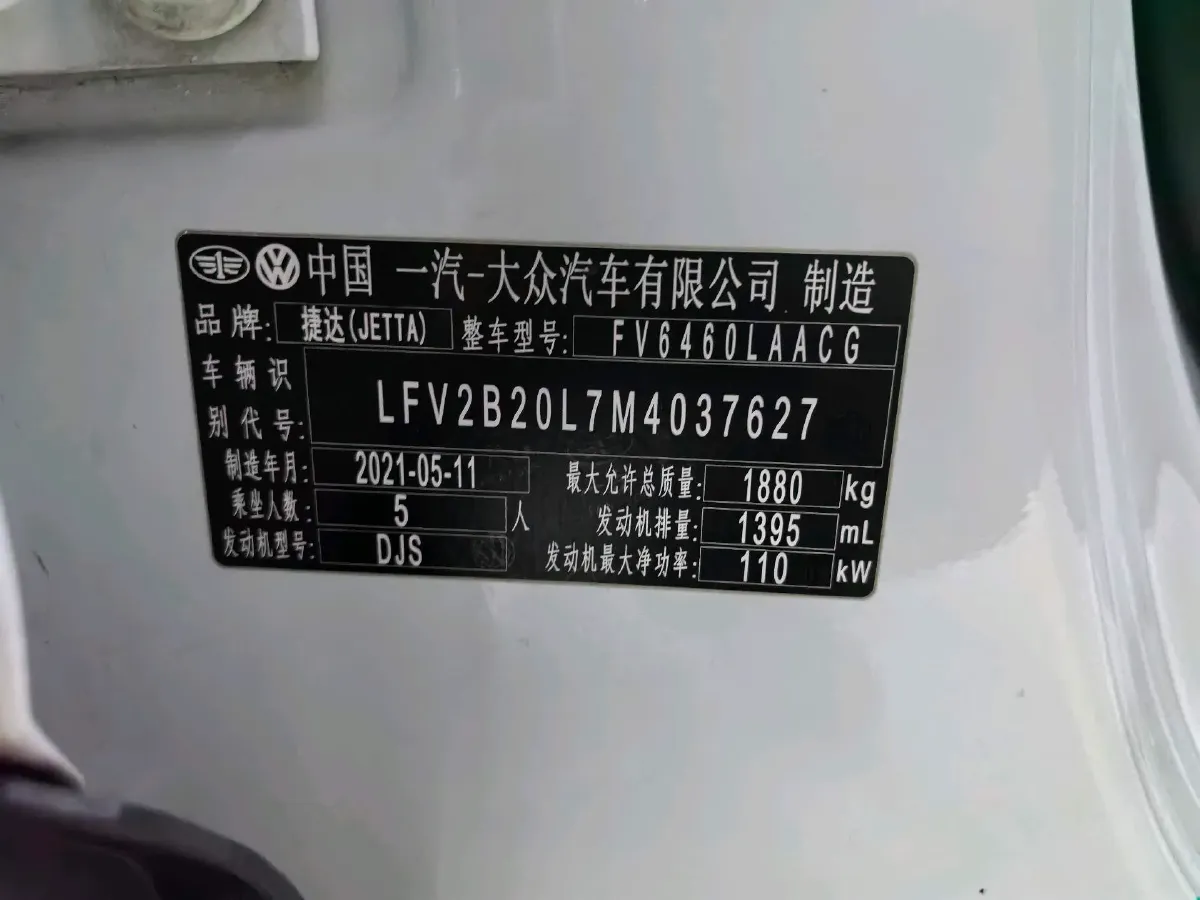 中国 一汽-大众汽车有限公司 制造
品牌: 捷达(JETTA) 整车型号: FV6460LAACG
车辆识别代号: LFV2B20L7M4037627
制造年月: 2021-05-11 最大允许总质量: 1880 kg
乘坐人数: 5 人 发动机排量: 1395 mL
发动机型号: DJS 发动机最大净功率: 110 kW